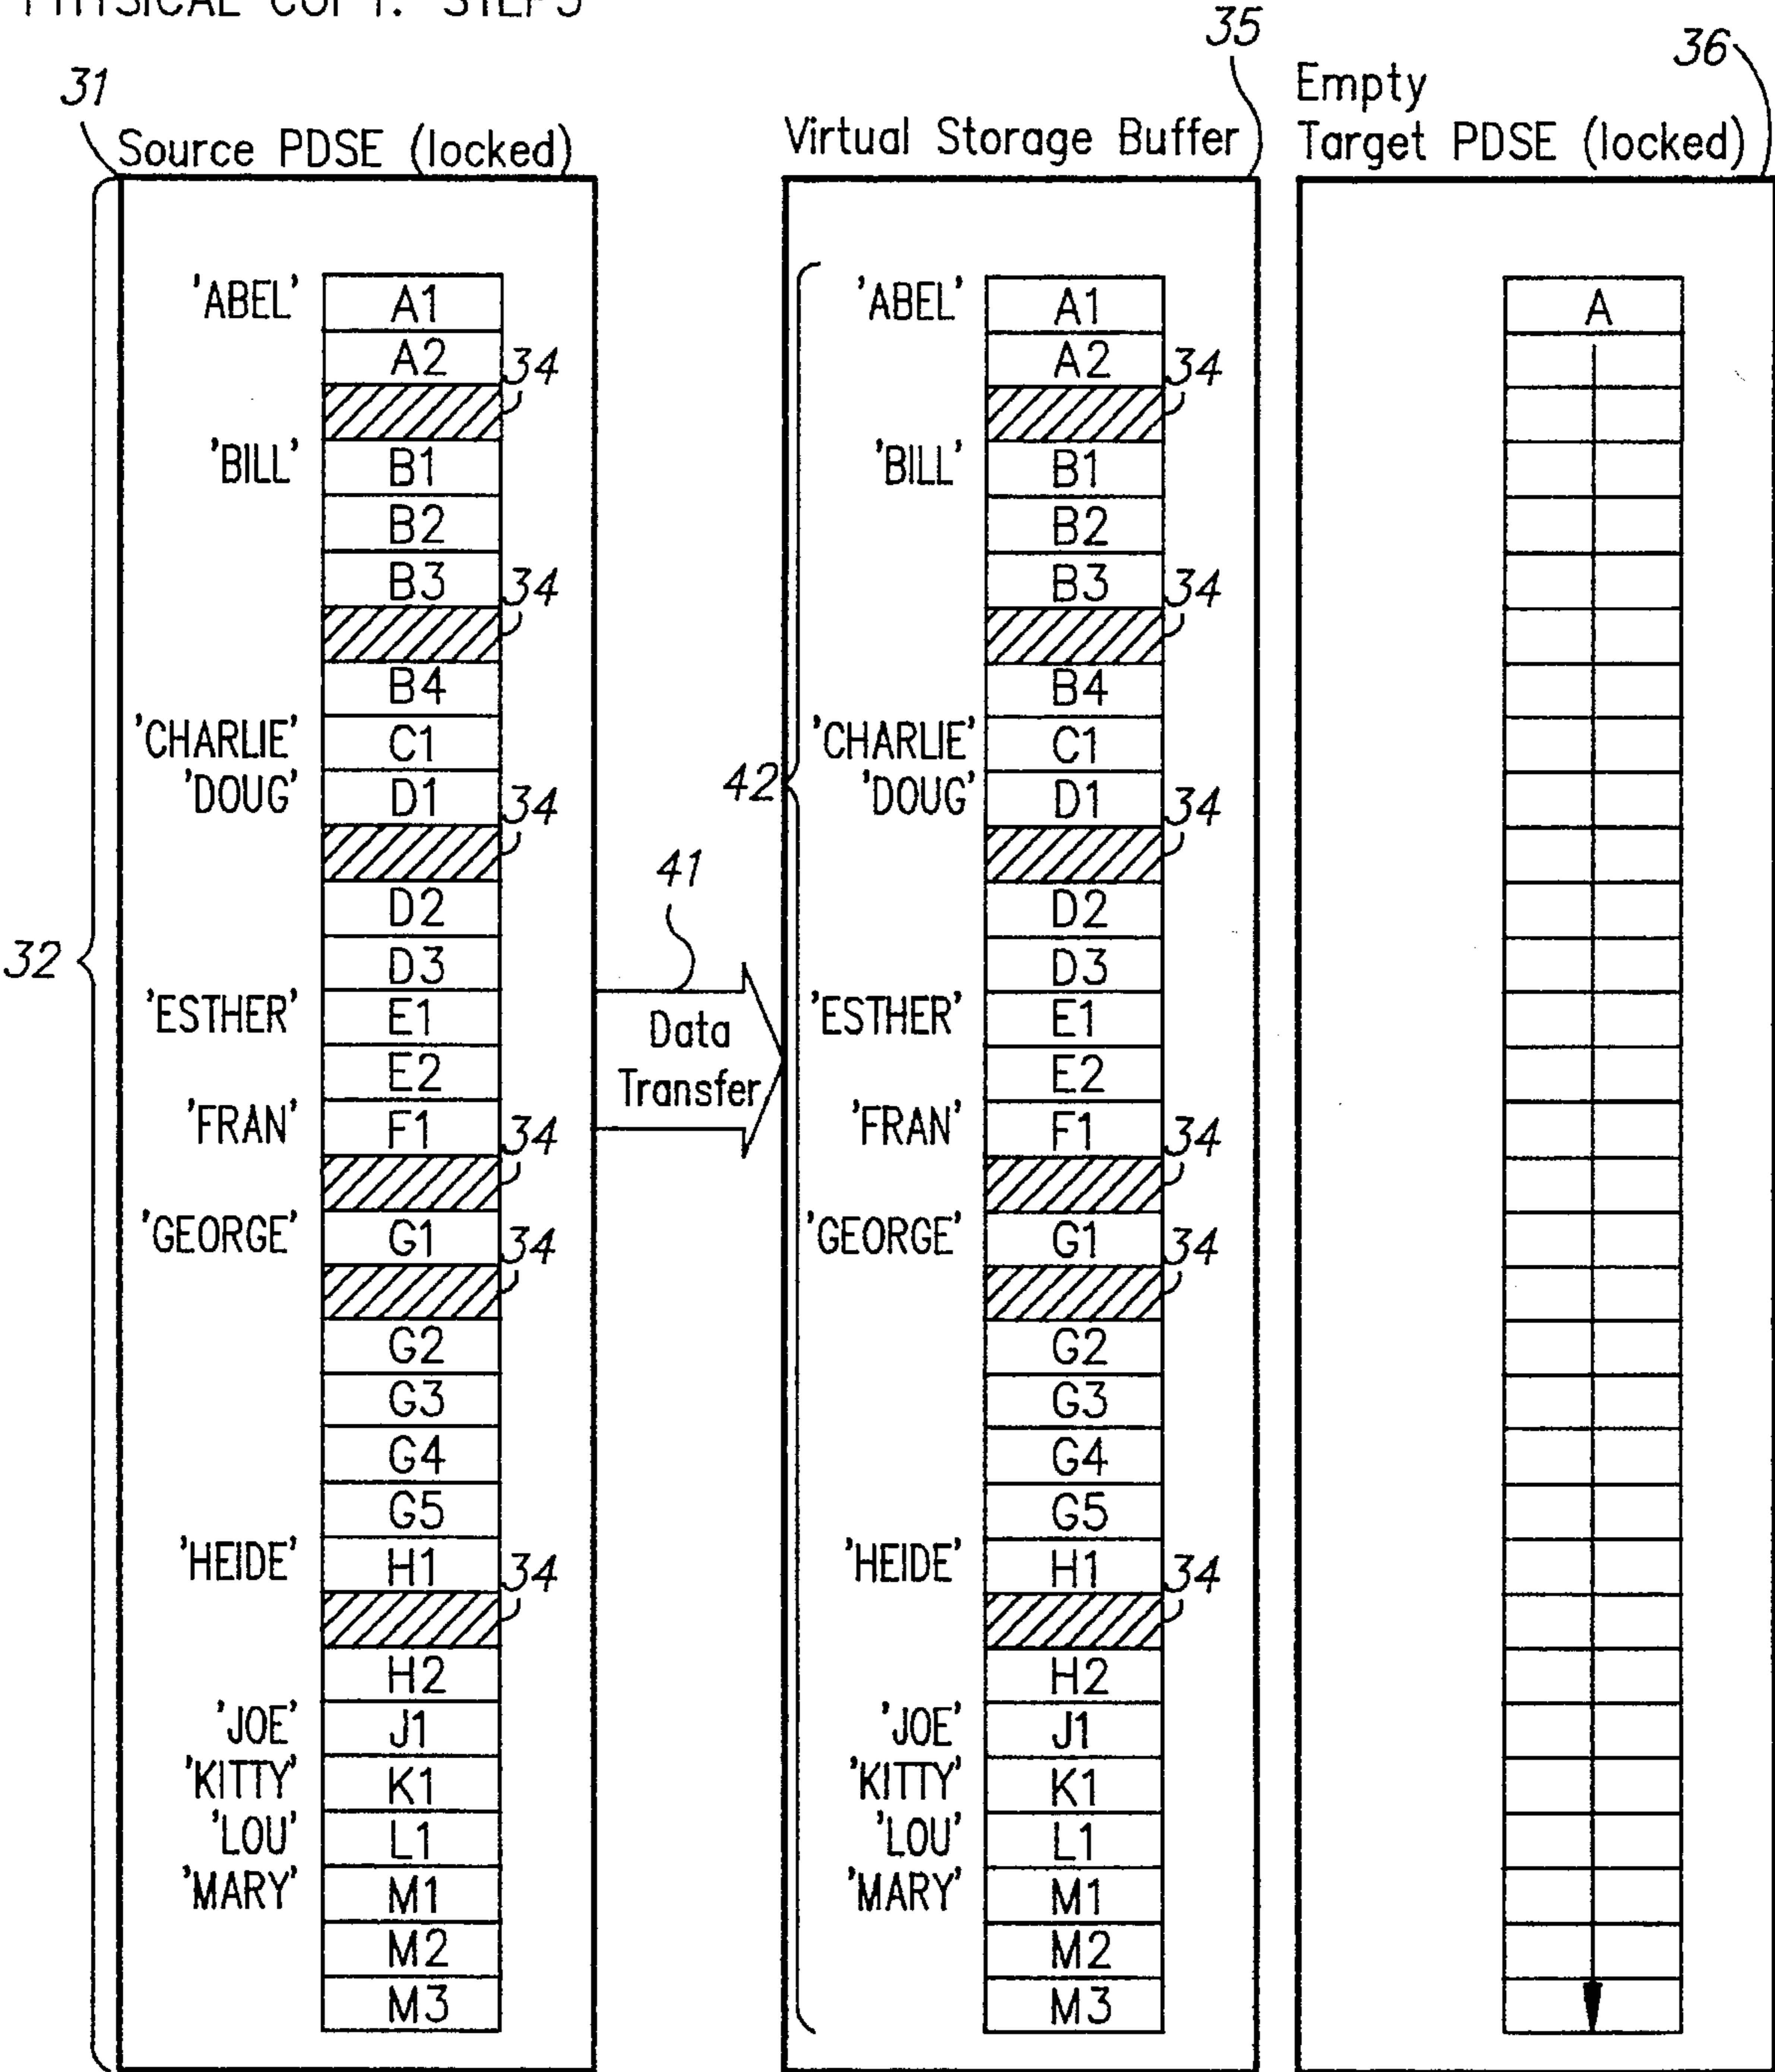 PHYSICAL COPY: STEP3
35
36
31
Source PDSE (locked)
Virtual Storage Buffer
Empty
Target PDSE (locked)
'ABEL' A1 'ABEL' A1 A
A2 34 A2 34
'BILL' B1 'BILL' B1
B2 B2
B3 34 B3 34
B4 B4
'CHARLIE' C1 'CHARLIE' C1
'DOUG' D1 34 42 'DOUG' D1 34
41
D2 D2
32 D3 D3
'ESTHER' E1 Data 'ESTHER' E1
E2 Transfer E2
'FRAN' F1 34 'FRAN' F1 34
'GEORGE' G1 34 'GEORGE' G1 34
G2 G2
G3 G3
G4 G4
G5 G5
'HEIDE' H1 34 'HEIDE' H1 34
H2 H2
'JOE' J1 'JOE' J1
'KITTY' K1 'KITTY' K1
'LOU' L1 'LOU' L1
'MARY' M1 'MARY' M1
M2 M2
M3 M3